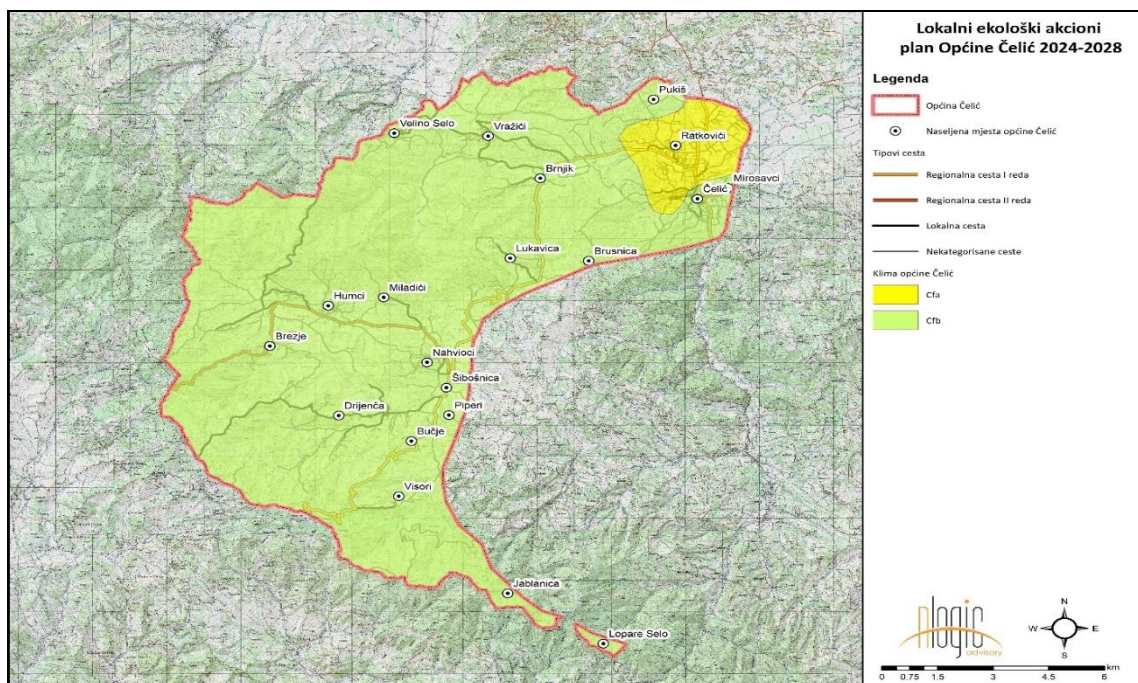 Lokalni ekološki akcioni
plan Općine Čelić 2024-2028
Legenda
Općina Čelić
Naseljena mjesta općine Čelić
Tipovi cesta
Regionalna cesta I reda
Regionalna cesta II reda
Lokalna cesta
Nekategorisane ceste
Klima općine Čelić
Cfa
Cfb
Pukiš
Velino Selo
Vražići
Ratkovići
Brnjik
Mirosavci
Čelić
Lukavica
Brusnica
Miladići
Humci
Brezje
Nahvioci
Šibošnica
Drijenča
Piperi
Bučje
Visori
Jablanica
Lopare Selo
nlogic
advisory
N
W
E
S
0 0.75 1.5 3 4.5 6
km